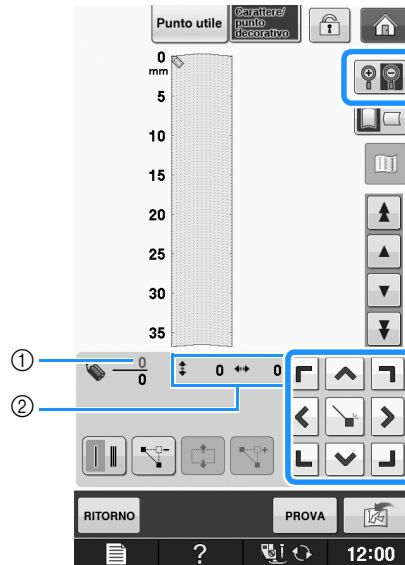 Punto utile
Carattere/
punto
decorativo
0
mm
5
10
15
20
25
30
35
① 0
0
0 0
②
RITORNO
PROVA
?
12:00